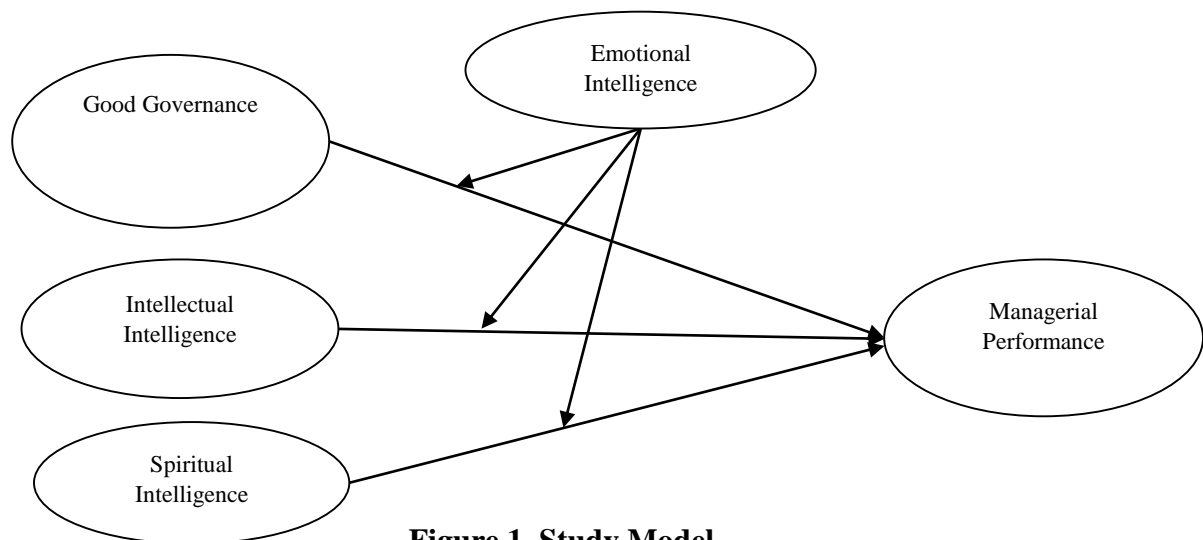 Emotional
Intelligence
Good Governance
Intellectual
Intelligence
Managerial
Performance
Spiritual
Intelligence
Figure 1. Study Model